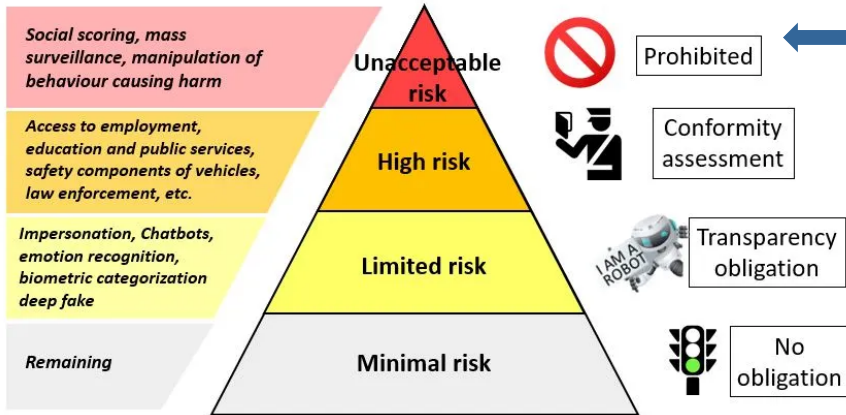 Social scoring, mass
surveillance, manipulation of
behaviour causing harm
Unacceptable
risk
Prohibited
Access to employment,
education and public services,
safety components of vehicles,
law enforcement, etc.
High risk
Conformity
assessment
Impersonation, Chatbots,
emotion recognition,
biometric categorization
deep fake
Limited risk
I AM A
ROBOT
Transparency
obligation
Remaining
Minimal risk
No
obligation